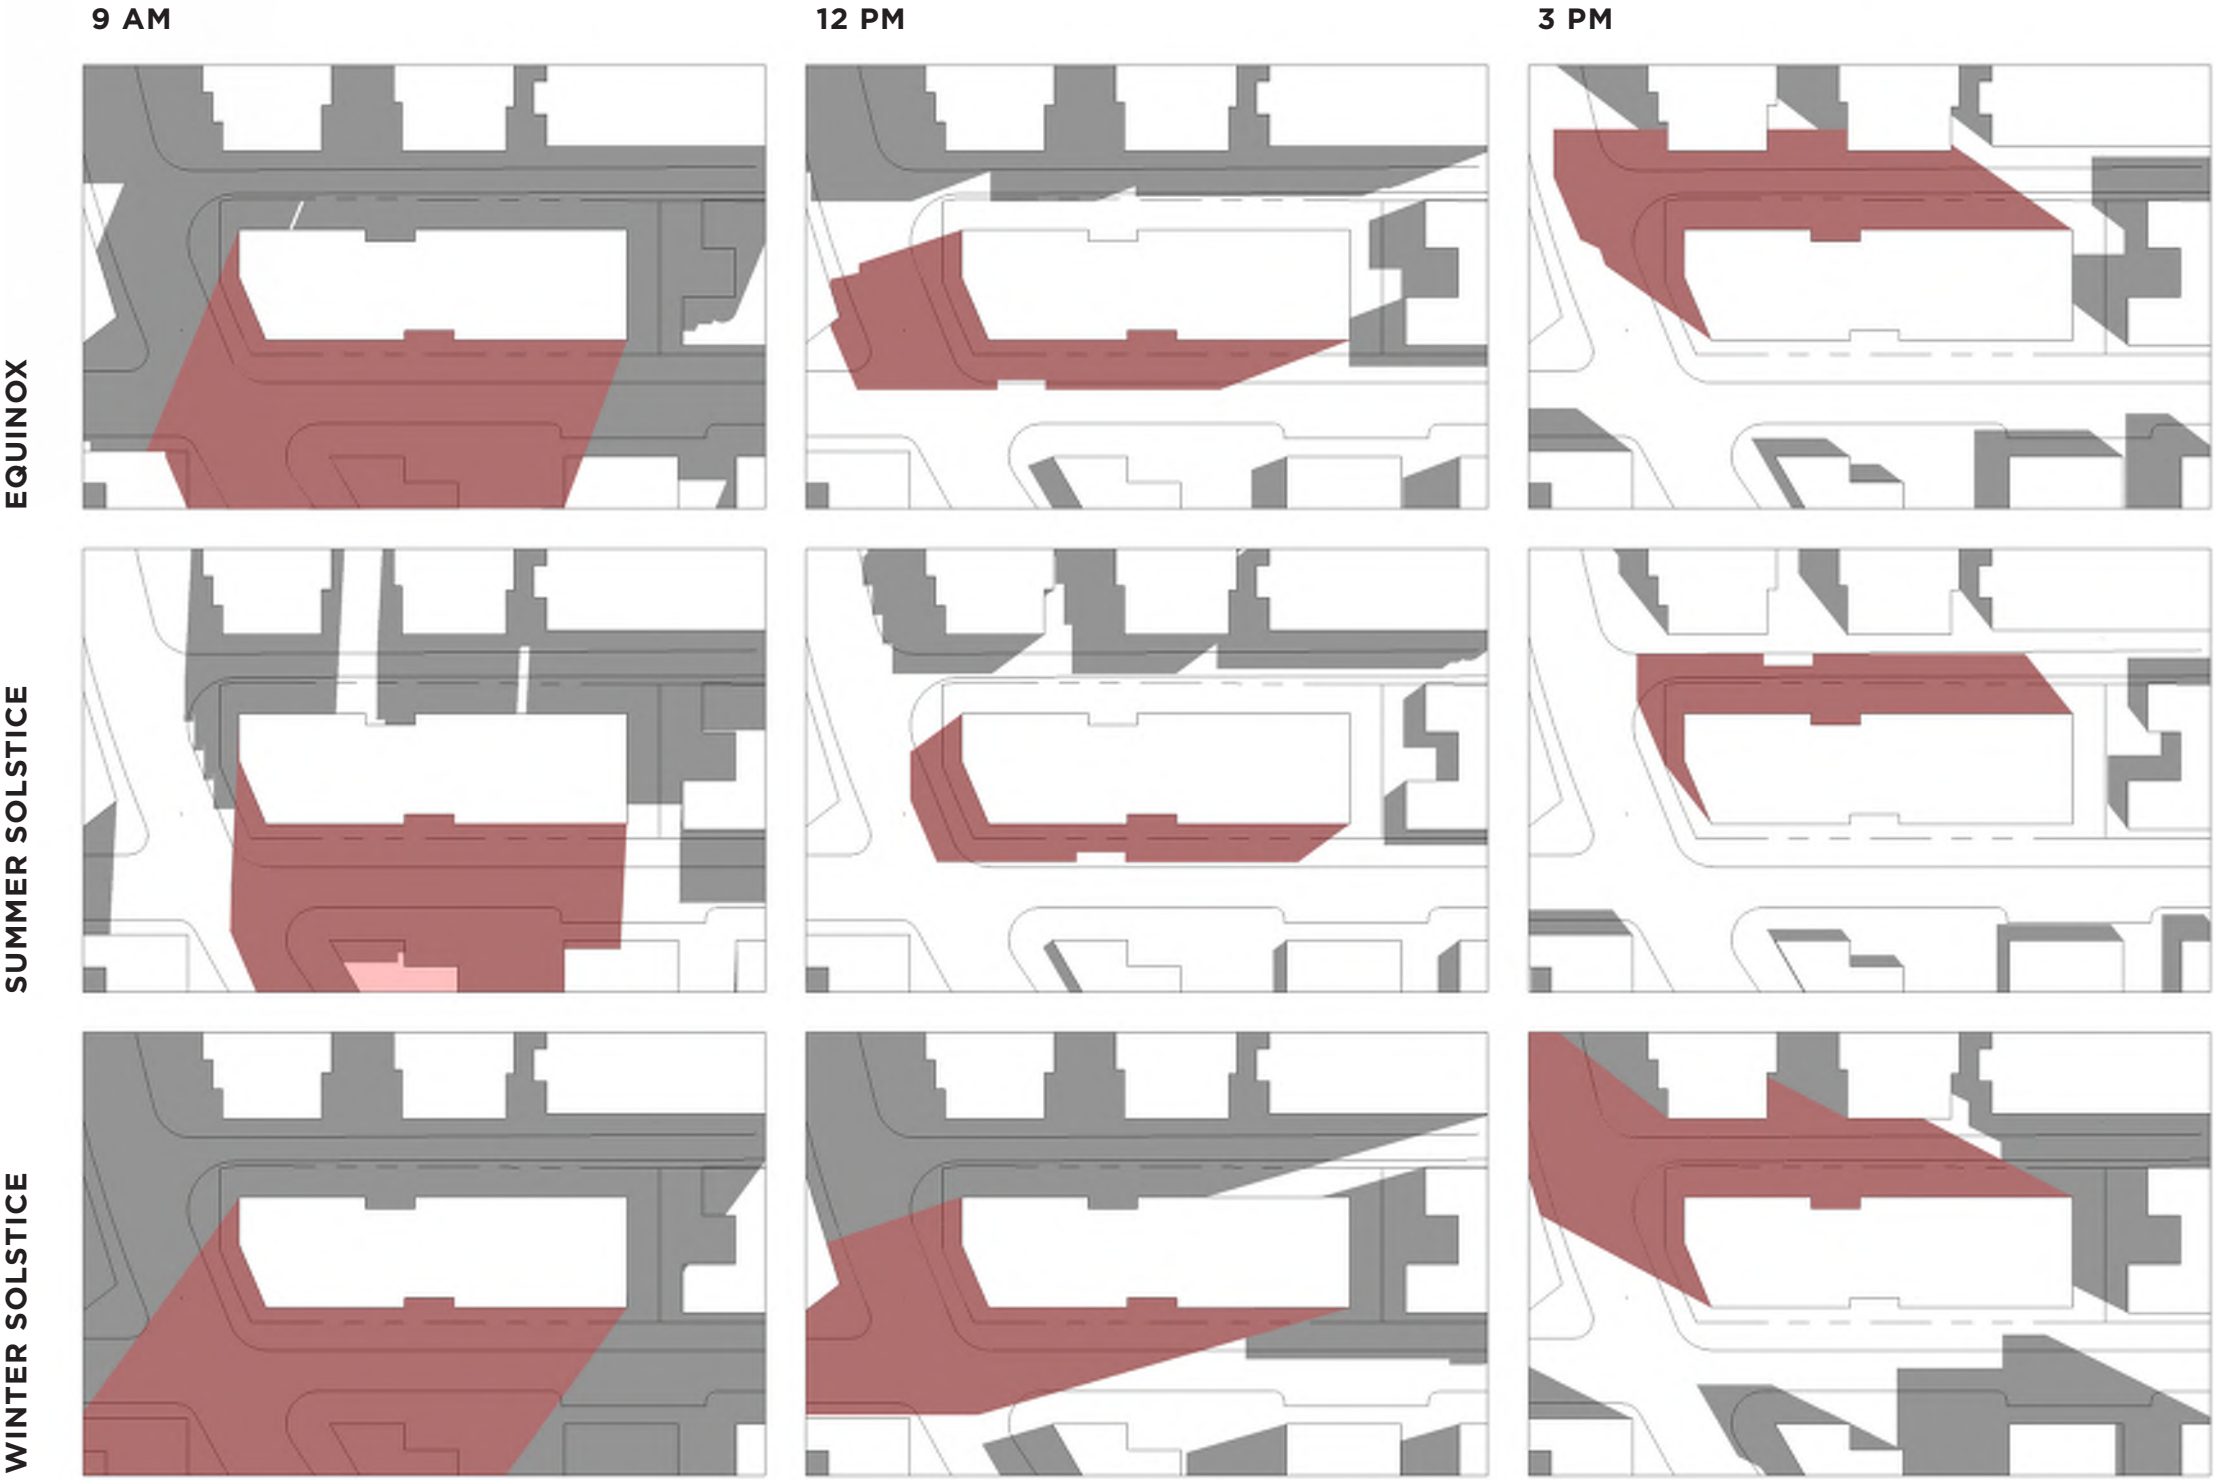 9 AM
12 PM
3 PM
EQUINOX
SUMMER SOLSTICE
WINTER SOLSTICE